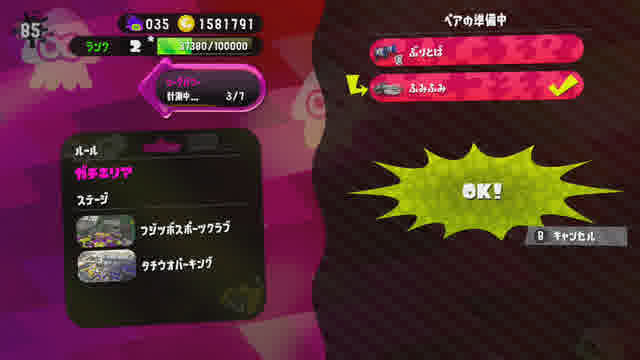 85
035
1581791
ランク
2
37380/100000
計測中...
3/7
ルール
ガチホコリア
ステージ
フジツボスポーツクラブ
タチウオパーキング
ペアの準備中
ぷりとぱ
ふみふみ
OK!
B キャンセル